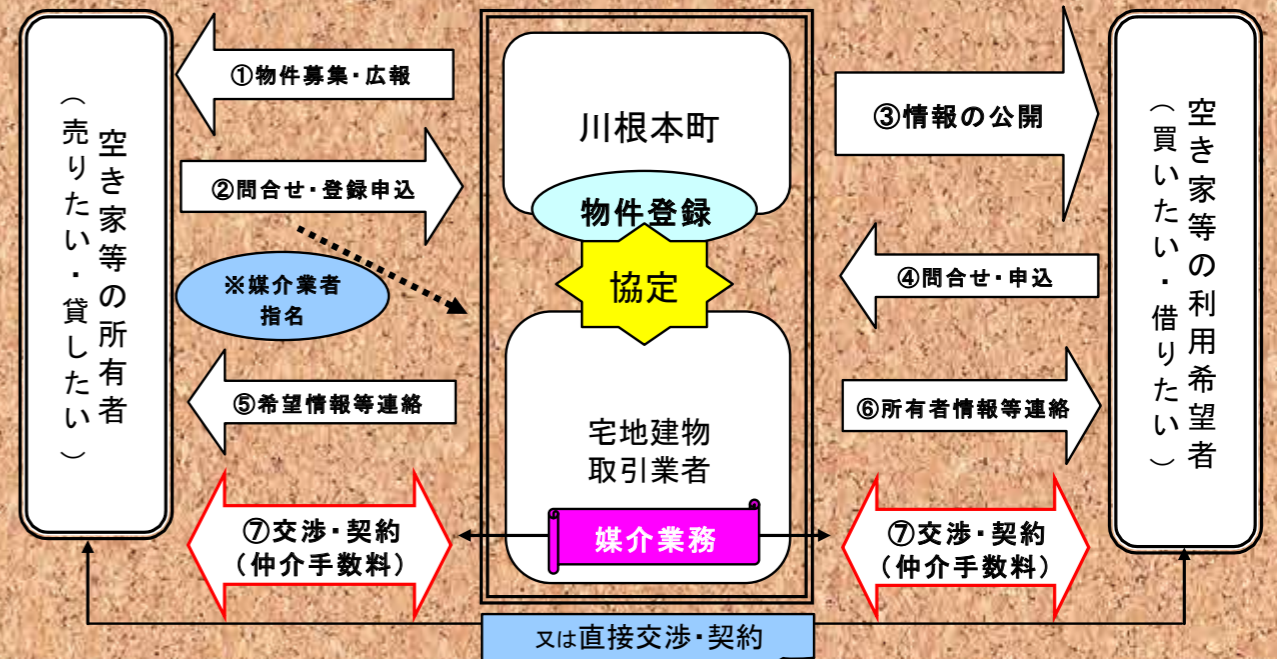 空き家等の所有者
（売りたい・貸したい）
①物件募集・広報
②問合せ・登録申込
※媒介業者
指名
⑤希望情報等連絡
⑦交渉・契約
（仲介手数料）
川根本町
物件登録
協定
宅地建物
取引業者
媒介業務
③情報の公開
④問合せ・申込
⑥所有者情報等連絡
⑦交渉・契約
（仲介手数料）
空き家等の利用希望者
（買いたい・借りたい）
又は直接交渉・契約